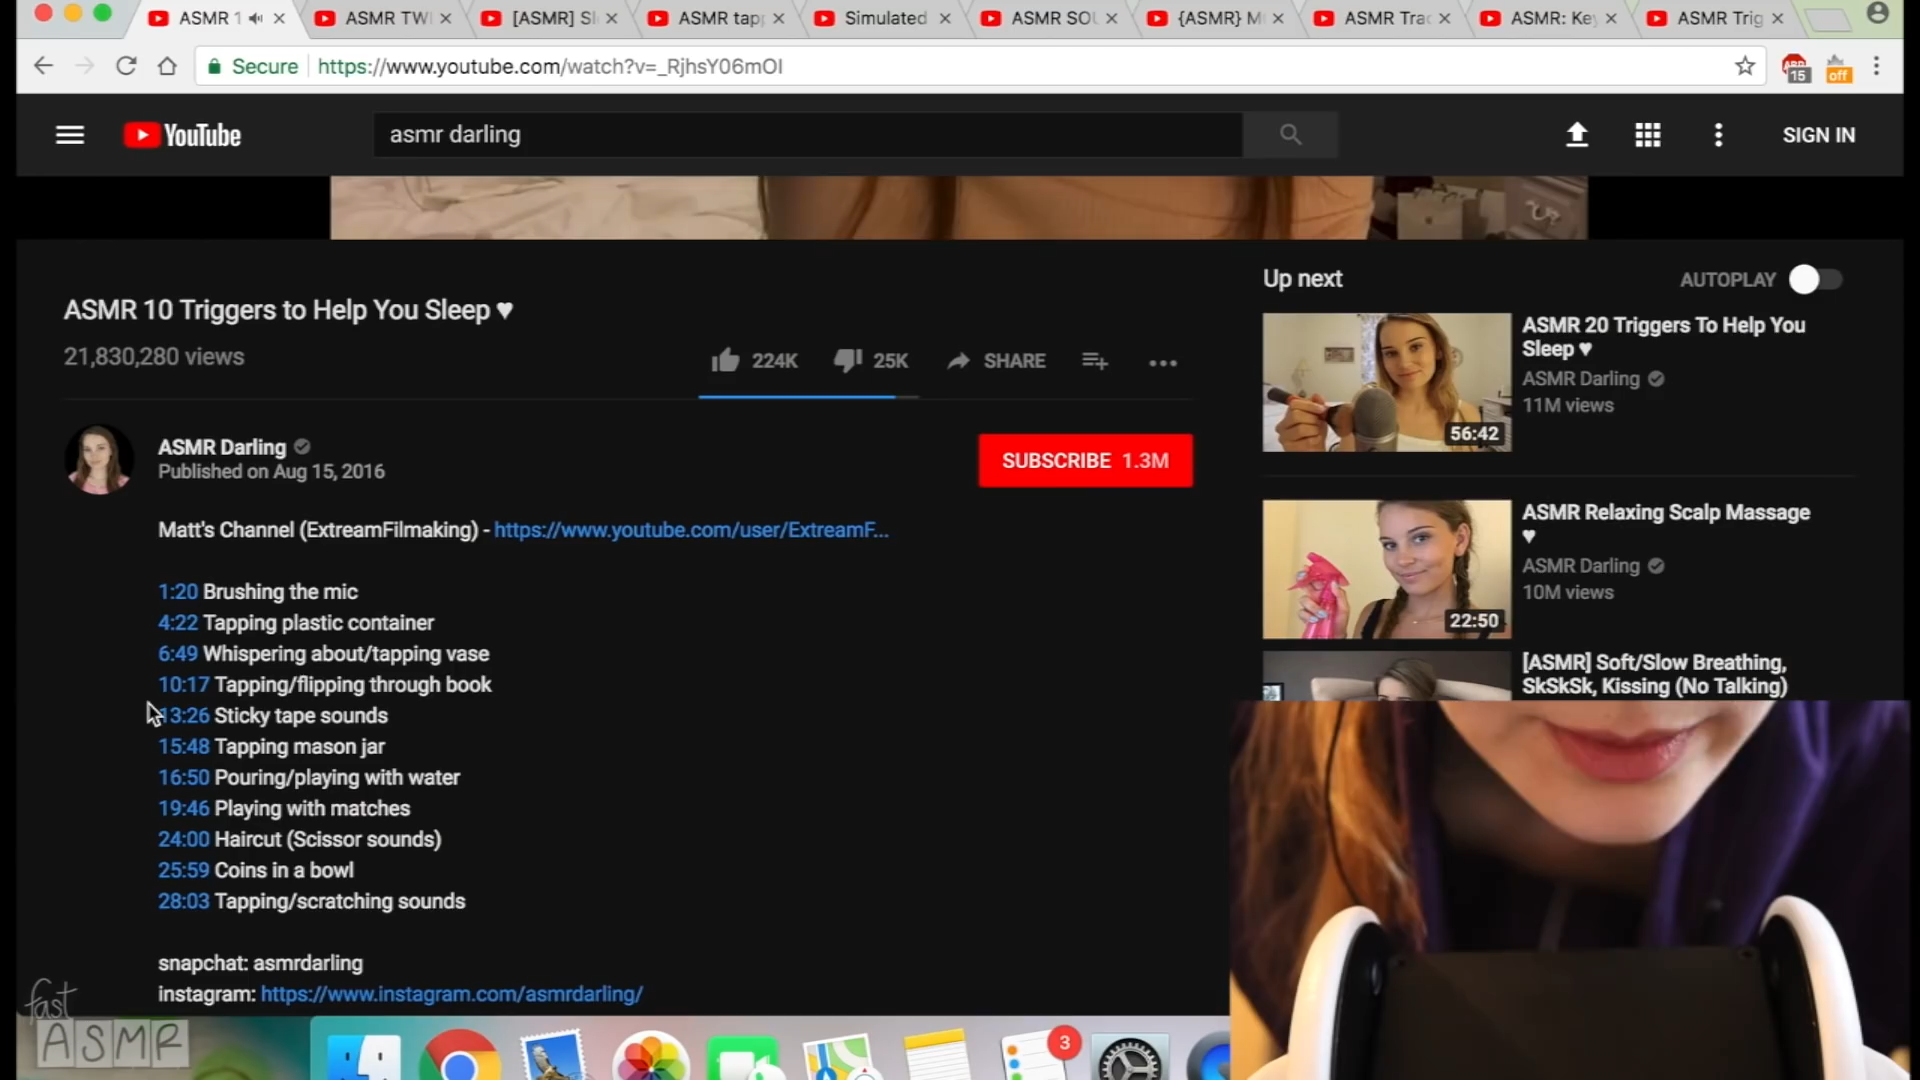 ASMR 1
ASMR TW
[ASMR] Sl
ASMR tap
Simulated
ASMR SOU
{ASMR} M
ASMR Tra
ASMR: Key
ASMR Trig
Secure
https://www.youtube.com/watch?v=_RjhsY06mOI
15
off
YouTube
asmr darling
SIGN IN
ASMR 10 Triggers to Help You Sleep ♥
21,830,280 views
224K
25K
SHARE
ASMR Darling
Published on Aug 15, 2016
SUBSCRIBE 1.3M
Matt's Channel (ExtreamFilmaking) - https://www.youtube.com/user/ExtreamF...
1:20 Brushing the mic
4:22 Tapping plastic container
6:49 Whispering about/tapping vase
10:17 Tapping/flipping through book
13:26 Sticky tape sounds
15:48 Tapping mason jar
16:50 Pouring/playing with water
19:46 Playing with matches
24:00 Haircut (Scissor sounds)
25:59 Coins in a bowl
28:03 Tapping/scratching sounds
snapchat: asmrdarling
instagram: https://www.instagram.com/asmrdarling/
Up next
AUTOPLAY
ASMR 20 Triggers To Help You
Sleep ♥
ASMR Darling
11M views
56:42
ASMR Relaxing Scalp Massage
♥
ASMR Darling
10M views
22:50
[ASMR] Soft/Slow Breathing,
SkSkSk, Kissing (No Talking)
fast
ASMR
3